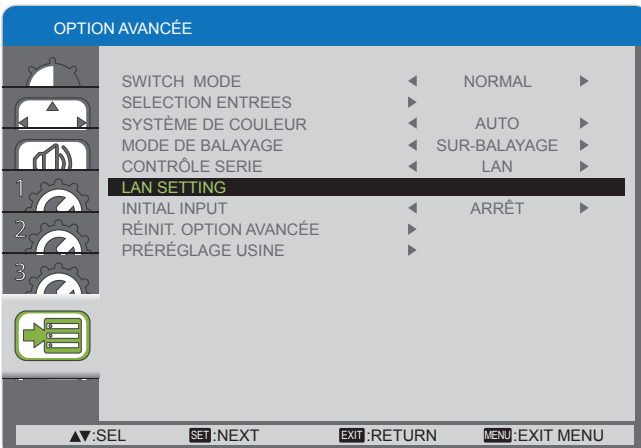 OPTION AVANCÉE
SWITCH MODE NORMAL
SELECTION ENTREES
SYSTÈME DE COULEUR AUTO
MODE DE BALAYAGE SUR-BALAYAGE
CONTRÔLE SERIE LAN
LAN SETTING
INITIAL INPUT ARRÊT
RÉINIT. OPTION AVANCÉE
PRÉRÉGLAGE USINE
1
2
3
▲▼:SEL SET:NEXT EXIT:RETURN MENU:EXIT MENU